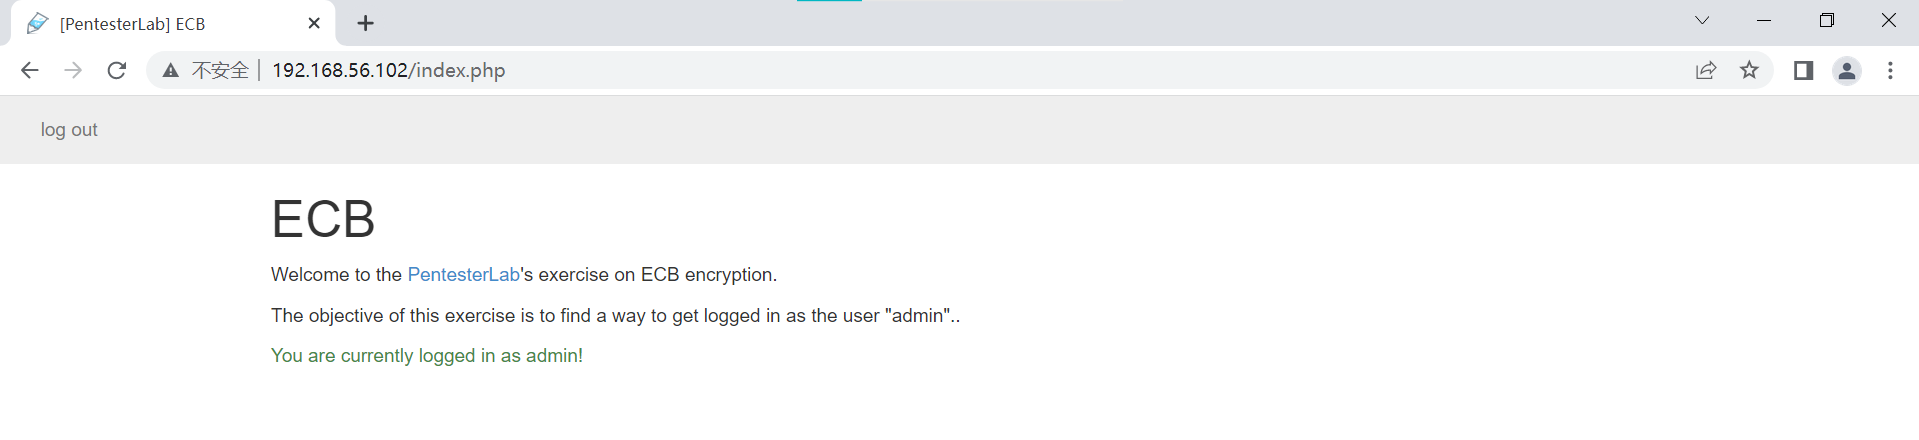 [PentesterLab] ECB
不安全 192.168.56.102/index.php
log out
ECB
Welcome to the PentesterLab's exercise on ECB encryption.
The objective of this exercise is to find a way to get logged in as the user "admin"..
You are currently logged in as admin!